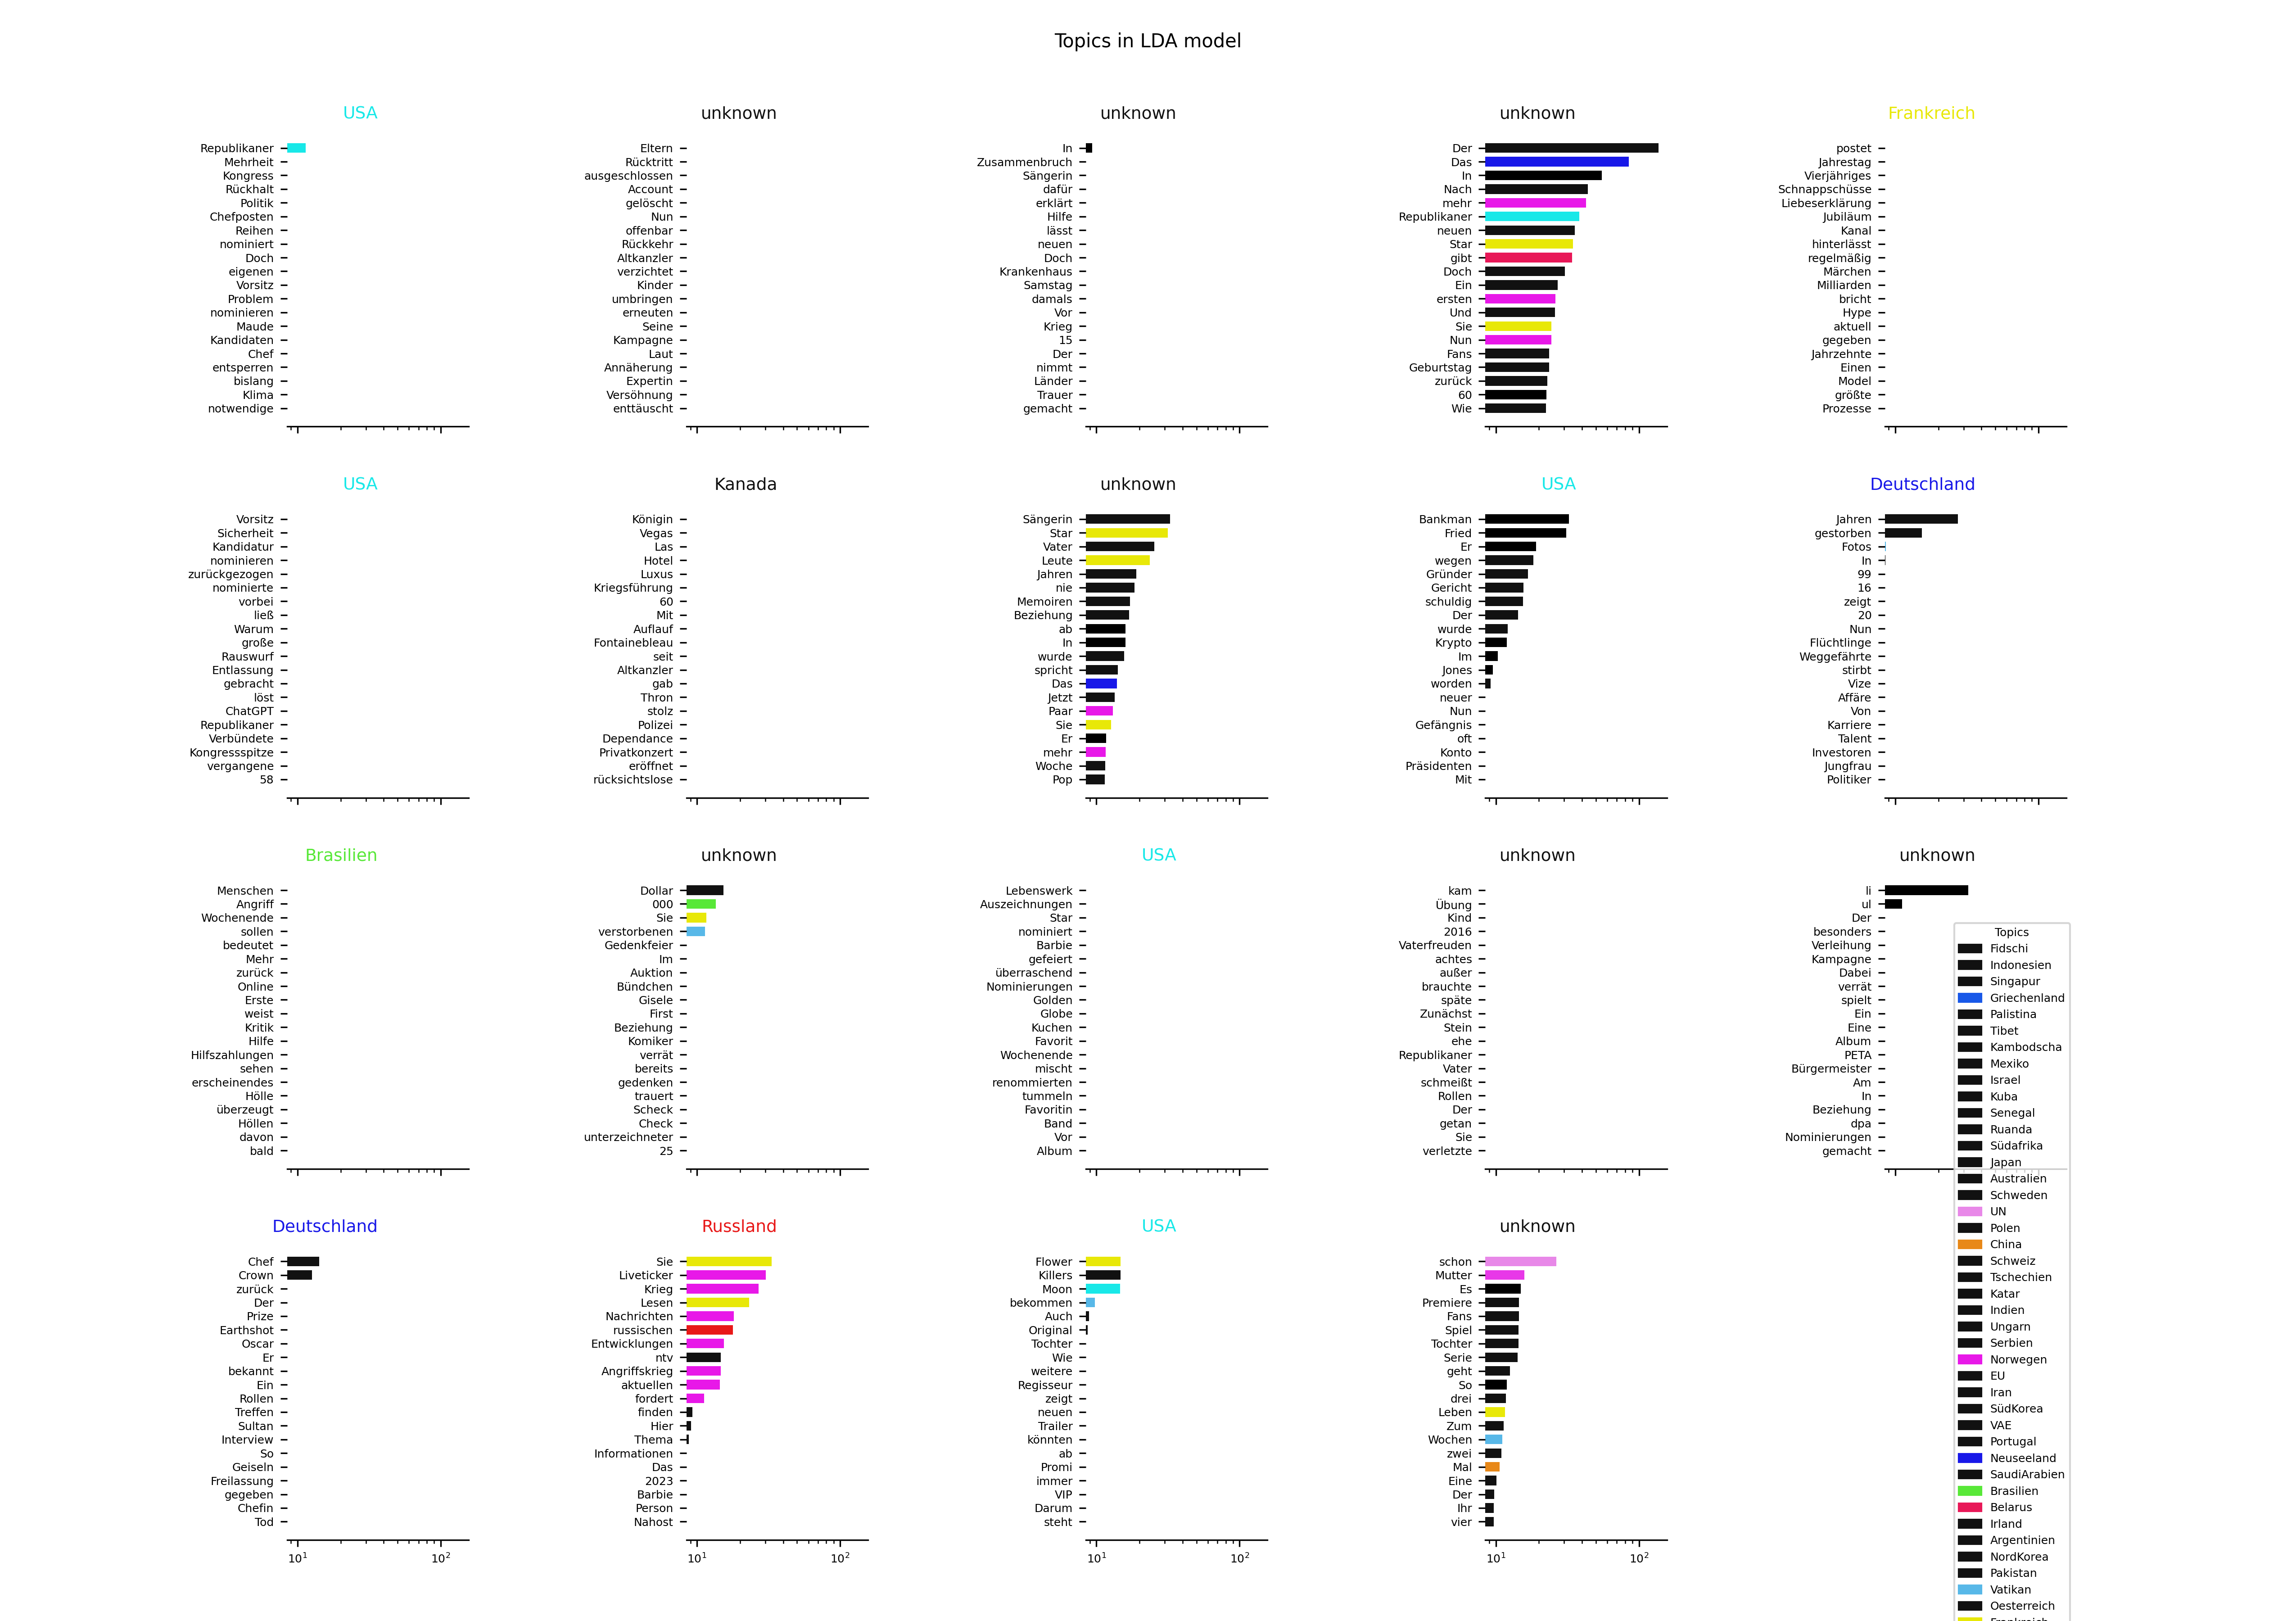 Topics in LDA model
USA
Republikaner
Mehrheit
Kongress
Rückhalt
Politik
Chefposten
Reihen
nominiert
Doch
eigenen
Vorsitz
Problem
nominieren
Maude
Kandidaten
Chef
entsperren
bislang
Klima
notwendige
unknown
Eltern
Rücktritt
ausgeschlossen
Account
gelöscht
Nun
offenbar
Rückkehr
Altkanzler
verzichtet
Kinder
umbringen
erneuten
Seine
Kampagne
Laut
Annäherung
Expertin
Versöhnung
enttäuscht
unknown
In
Zusammenbruch
Sängerin
dafür
erklärt
Hilfe
lässt
neuen
Doch
Krankenhaus
Samstag
damals
Vor
Krieg
15
Der
nimmt
Länder
Trauer
gemacht
unknown
Der
Das
In
Nach
mehr
Republikaner
neuen
Star
gibt
Doch
Ein
ersten
Und
Sie
Nun
Fans
Geburtstag
zurück
60
Wie
Frankreich
postet
Jahrestag
Vierjähriges
Schnappschüsse
Liebeserklärung
Jubiläum
Kanal
hinterlässt
regelmäßig
Märchen
Milliarden
bricht
Hype
aktuell
gegeben
Jahrzehnte
Einen
Model
größte
Prozesse
USA
Vorsitz
Sicherheit
Kandidatur
nominieren
zurückgezogen
nominierte
vorbei
ließ
Warum
große
Rauswurf
Entlassung
gebracht
löst
ChatGPT
Republikaner
Verbündete
Kongressspitze
vergangene
58
Kanada
Königin
Vegas
Las
Hotel
Luxus
Kriegsführung
60
Mit
Auflauf
Fontainebleau
seit
Altkanzler
gab
Thron
stolz
Polizei
Dependance
Privatkonzert
eröffnet
rücksichtslose
unknown
Sängerin
Star
Vater
Leute
Jahren
nie
Memoiren
Beziehung
ab
In
wurde
spricht
Das
Jetzt
Paar
Sie
Er
mehr
Woche
Pop
USA
Bankman
Fried
Er
wegen
Gründer
Gericht
schuldig
Der
wurde
Krypto
Im
Jones
worden
neuer
Nun
Gefängnis
oft
Konto
Präsidenten
Mit
Deutschland
Jahren
gestorben
Fotos
In
99
16
zeigt
20
Nun
Flüchtlinge
Weggefährte
stirbt
Vize
Affäre
Von
Karriere
Talent
Investoren
Jungfrau
Politiker
Brasilien
Menschen
Angriff
Wochenende
sollen
bedeutet
Mehr
zurück
Online
Erste
weist
Kritik
Hilfe
Hilfszahlungen
sehen
erscheinendes
Hölle
überzeugt
Höllen
davon
bald
unknown
Dollar
000
Sie
verstorbenen
Gedenkfeier
Im
Auktion
Bündchen
Gisele
First
Beziehung
Komiker
verrät
bereits
gedenken
trauert
Scheck
Check
unterzeichneter
25
USA
Lebenswerk
Auszeichnungen
Star
nominiert
Barbie
gefeiert
überraschend
Nominierungen
Golden
Globe
Kuchen
Favorit
Wochenende
mischt
renommierten
tummeln
Favoritin
Band
Vor
Album
unknown
kam
Übung
Kind
2016
Vaterfreuden
achtes
außer
brauchte
späte
Zunächst
Stein
ehe
Republikaner
Vater
schmeißt
Rollen
Der
getan
Sie
verletzte
unknown
li
ul
Der
besonders
Verleihung
Kampagne
Dabei
verrät
spielt
Ein
Eine
Album
PETA
Bürgermeister
Am
In
Beziehung
dpa
Nominierungen
gemacht
Deutschland
Chef
Crown
zurück
Der
Prize
Earthshot
Oscar
Er
bekannt
Ein
Rollen
Treffen
Sultan
Interview
So
Geiseln
Freilassung
gegeben
Chefin
Tod
10¹ 10²
Russland
Sie
Liveticker
Krieg
Lesen
Nachrichten
russischen
Entwicklungen
ntv
Angriffskrieg
aktuellen
fordert
finden
Hier
Thema
Informationen
Das
2023
Barbie
Person
Nahost
10¹ 10²
USA
Flower
Killers
Moon
bekommen
Auch
Original
Tochter
Wie
weitere
Regisseur
zeigt
neuen
Trailer
könnten
ab
Promi
immer
VIP
Darum
steht
10¹ 10²
unknown
schon
Mutter
Es
Premiere
Fans
Spiel
Tochter
Serie
geht
So
drei
Leben
Zum
Wochen
zwei
Mal
Eine
Der
Ihr
vier
10¹ 10²
Topics
Fidschi
Indonesien
Singapur
Griechenland
Palistina
Tibet
Kambodscha
Mexiko
Israel
Kuba
Senegal
Ruanda
Südafrika
Japan
Australien
Schweden
UN
Polen
China
Schweiz
Tschechien
Katar
Indien
Ungarn
Serbien
Norwegen
EU
Iran
SüdKorea
VAE
Portugal
Neuseeland
SaudiArabien
Brasilien
Belarus
Irland
Argentinien
NordKorea
Pakistan
Vatikan
Oesterreich